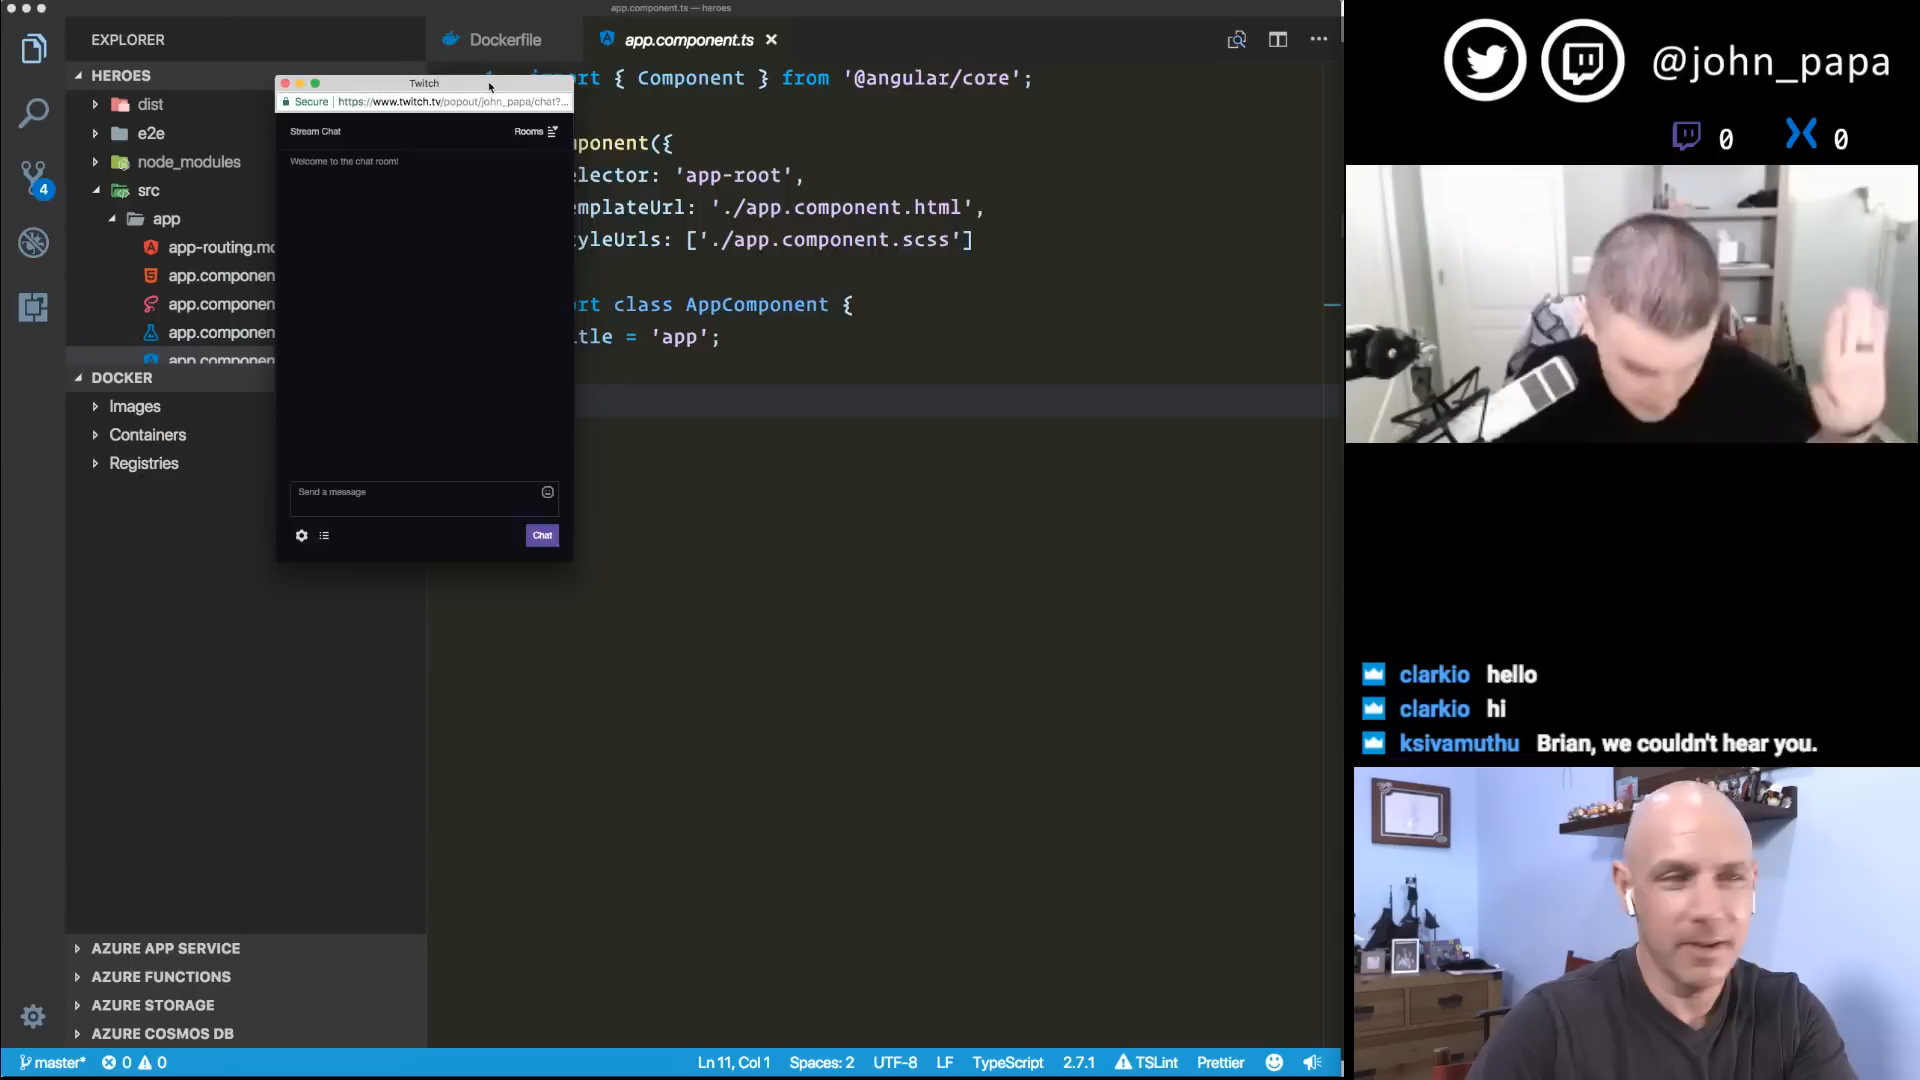 app.component.ts — heroes
EXPLORER
HEROES
dist
e2e
node_modules
src
app
app-routing.mo
app.componen
app.componen
app.componen
app.componen
DOCKER
Images
Containers
Registries
AZURE APP SERVICE
AZURE FUNCTIONS
AZURE STORAGE
AZURE COSMOS DB
Dockerfile
app.component.ts
import { Component } from '@angular/core';
ponent({
elector: 'app-root',
mplateUrl: './app.component.html',
yleUrls: ['./app.component.scss']
rt class AppComponent {
tle = 'app';
Twitch
Secure https://www.twitch.tv/popout/john_papa/chat?...
Stream Chat
Rooms
Welcome to the chat room!
Send a message
Chat
@john_papa
0
0
clarkio hello
clarkio hi
ksivamuthu Brian, we couldn't hear you.
4
master* 0 0
Ln 11, Col 1 Spaces: 2 UTF-8 LF TypeScript 2.7.1 TSLint Prettier